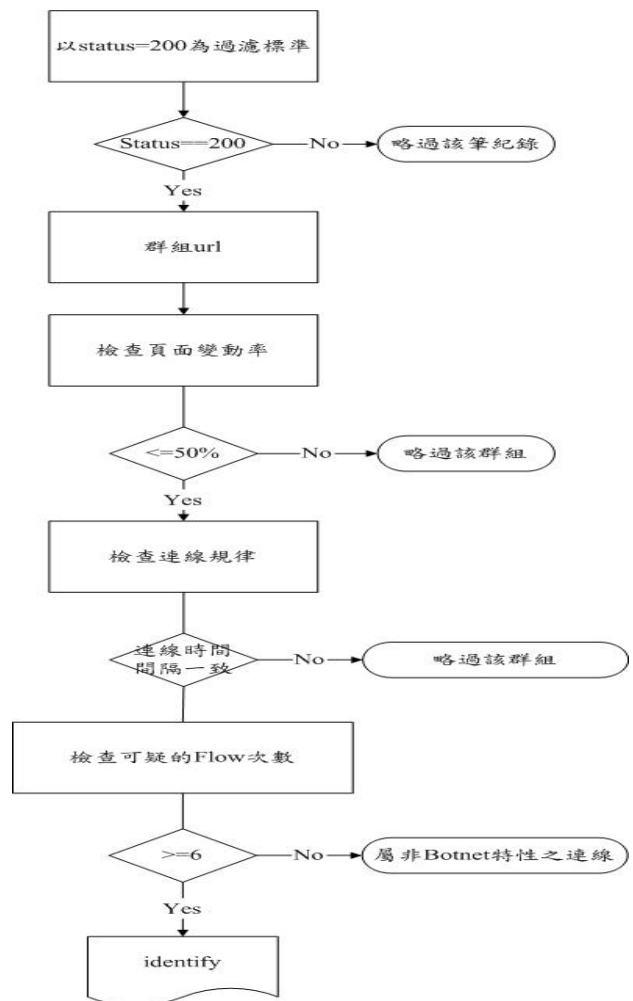 以status=200為過濾標準
Status==200
No
略過該筆紀錄
Yes
群組url
檢查頁面變動率
<=50%
No
略過該群組
Yes
檢查連線規律
連線時間
間隔一致
No
略過該群組
檢查可疑的Flow次數
>=6
No
屬非Botnet特性之連線
Yes
identify